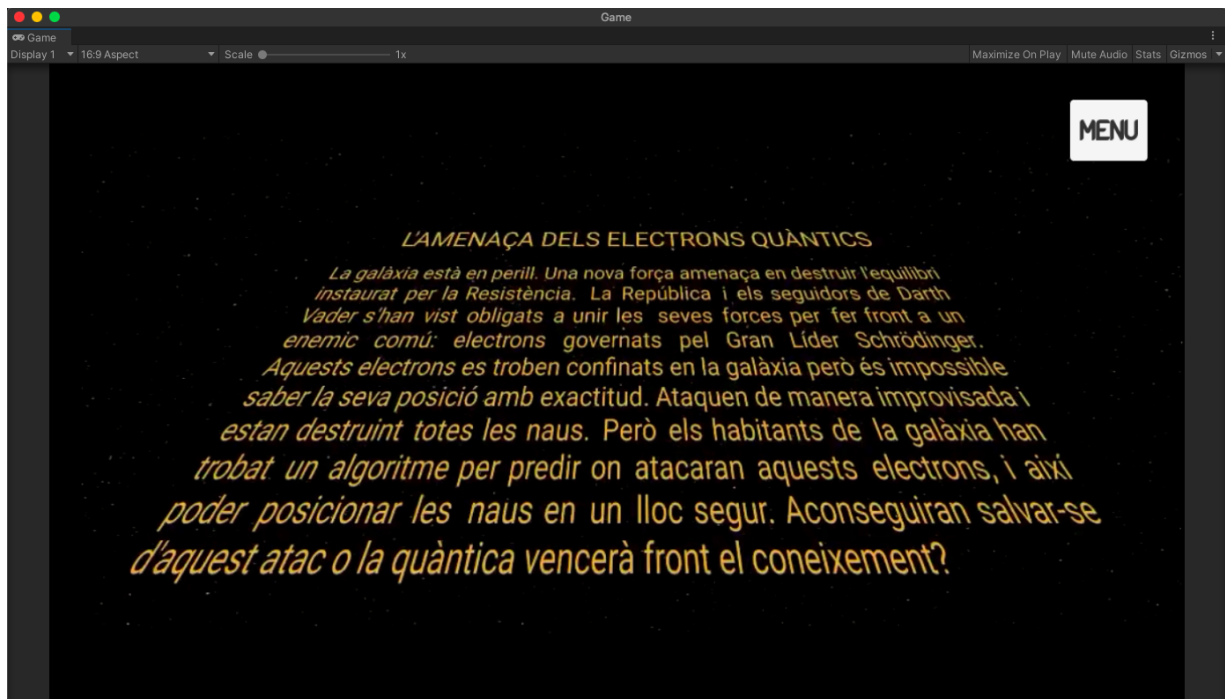 Game
Game
Display 1 16:9 Aspect Scale 1x Maximize On Play Mute Audio Stats Gizmos
MENU
L'AMENAÇA DELS ELECTRONS QUÀNTICS
La galàxia està en perill. Una nova força amenaça en destruir l'equilibri
instaurat per la Resistència. La República i els seguidors de Darth
Vader s'han vist obligats a unir les seves forces per fer front a un
enemic comú: electrons governats pel Gran Líder Schrödinger.
Aquests electrons es troben confinats en la galàxia però és impossible
saber la seva posició amb exactitud. Ataquen de manera improvisada i
estan destruint totes les naus. Però els habitants de la galàxia han
trobat un algoritme per predir on atacaran aquests electrons, i així
poder posicionar les naus en un lloc segur. Aconseguiran salvar-se
d'aquest atac o la quàntica vencerà front el coneixement?